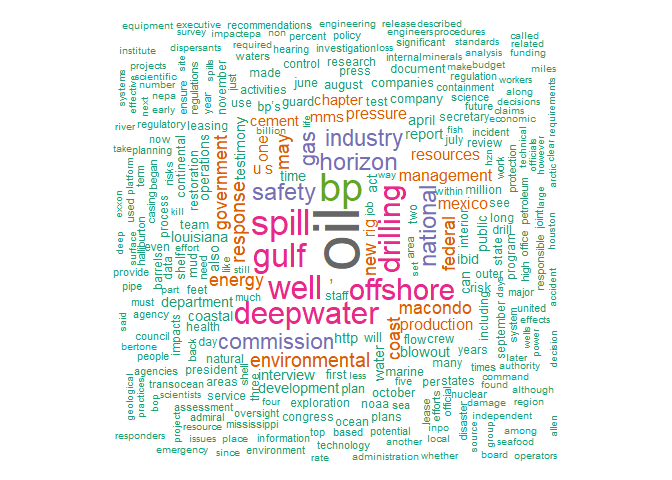 equipment executive recommendations engineering release described
survey impact epa non percent policy engineers procedures
institute dispersants required hearing investigation loss significant standards called
waters control research internal minerals analysis related
projects site made press document make budget funding
systems scientific ensure regulations spills november june august companies regulation workers miles
effective number nepa year just activities bp's guard chapter test company containment along
next early use cement mms pressure science future decisions
river regulatory leasing billion life april secretary claims economic requirements
take now government u s one may gas industry report fish incident
planning continental operations testimony july review clear
term risks time horizon resources hzn work technical officials however
exxon platform began restoration safety act way management protection arctic
used casing process response bp job within million petroleum
deep kill team spill oil drilling national mexico see long joint large
surface halliburton effort louisiana new rig area two federal interior drill public state office houston
provide barrels even data shelf mud also feet need like gulf set ibid program high responsible
pipe part still energy well , staff offshore can outer risk days major accident
said must department much deepwater macondo including september system united effects
agency impacts coastal commission http will coast production flow crew wells power
council health water blowout years later decision
bertone people back day environmental many times authority
agencies president natural shell interview first less marine five per states command although
geological practices transocean areas three development plan october nuclear found region
bop scientists service four exploration noaa sea lease efforts official damage
responders project assessment admiral oversight congress ocean plans disaster independent among allen
resource mississippi top based potential inpo source group seafood
issues place information technology another local
emergency since environment rate administration whether board operators